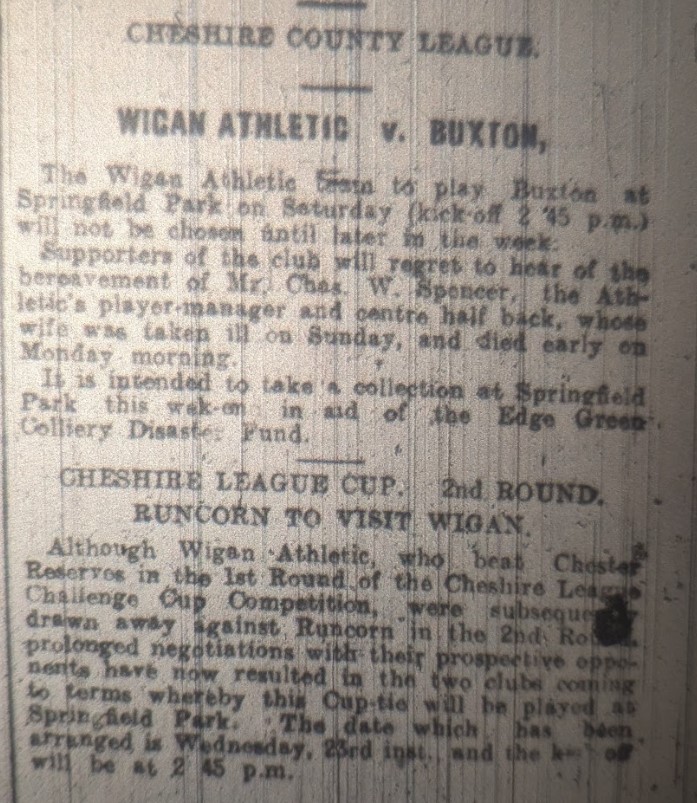 CHESHIRE COUNTY LEAGUE.
WIGAN ATHLETIC v. BUXTON,
The Wigan Athletic team to play Buxton at
Springfield Park on Saturday (kick-off 2 45 p.m.)
will not be chosen until later in the week.
Supporters of the club will regret to hear of the
bereavement of Mr. Chas. W. Spencer, the Ath-
letic's player-manager and centre half back, whose
wife was taken ill on Sunday, and died early on
Monday morning.
It is intended to take a collection at Springfield
Park this in aid of the Edge Green
Colliery Disaster Fund.
CHESHIRE LEAGUE CUP. 2nd ROUND.
RUNCORN TO VISIT WIGAN.
Although Wigan Athletic, who beat Chester
Reserves in the 1st Round of the Cheshire League
Challenge Cup Competition, were
drawn away against Runcorn in the 2nd
prolonged negotiations with their prospective oppo-
nents have now resulted in the two clubs coming
to terms whereby this Cup-tie will be played at
Springfield Park. The date which has been
arranged is Wednesday, 23rd inst., and the off
will be at 2 45 p.m.